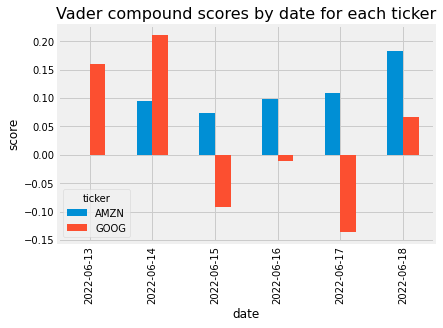 Vader compound scores by date for each ticker
score
0.20
0.15
0.10
0.05
0.00
−0.05
−0.10
−0.15
ticker
AMZN
GOOG
2022-06-13
2022-06-14
2022-06-15
2022-06-16
2022-06-17
2022-06-18
date